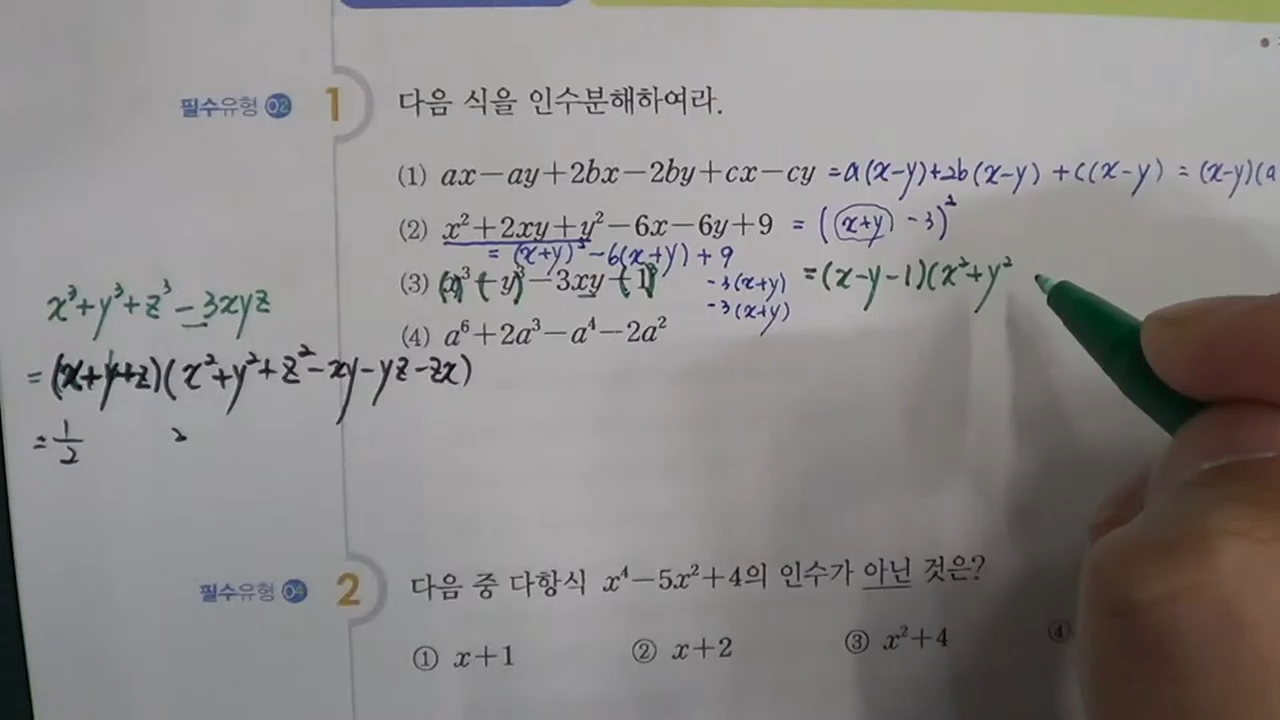 필수유형 02 1 다음 식을 인수분해하여라.
(1) ax-ay+2bx-2by+cx-cy =a(x-y)+2b(x-y)+c(x-y) = (x-y)(a
(2) x²+2xy+y²-6x-6y+9 = ((x+y)-3)²
= (x+y)²-6(x+y)+9
(3) -3xy =(x-y-1)(x²+y²
-3(x+y)
-3(x+y)
(4) a⁶+2a³-a⁴-2a²
x³+y³+z³-3xyz
=(x+y+z)(x²+y²+z²-xy-yz-zx)
=1/2 2
필수유형 04 2 다음 중 다항식 x⁴-5x²+4의 인수가 아닌 것은?
① x+1 ② x+2 ③ x²+4 ④